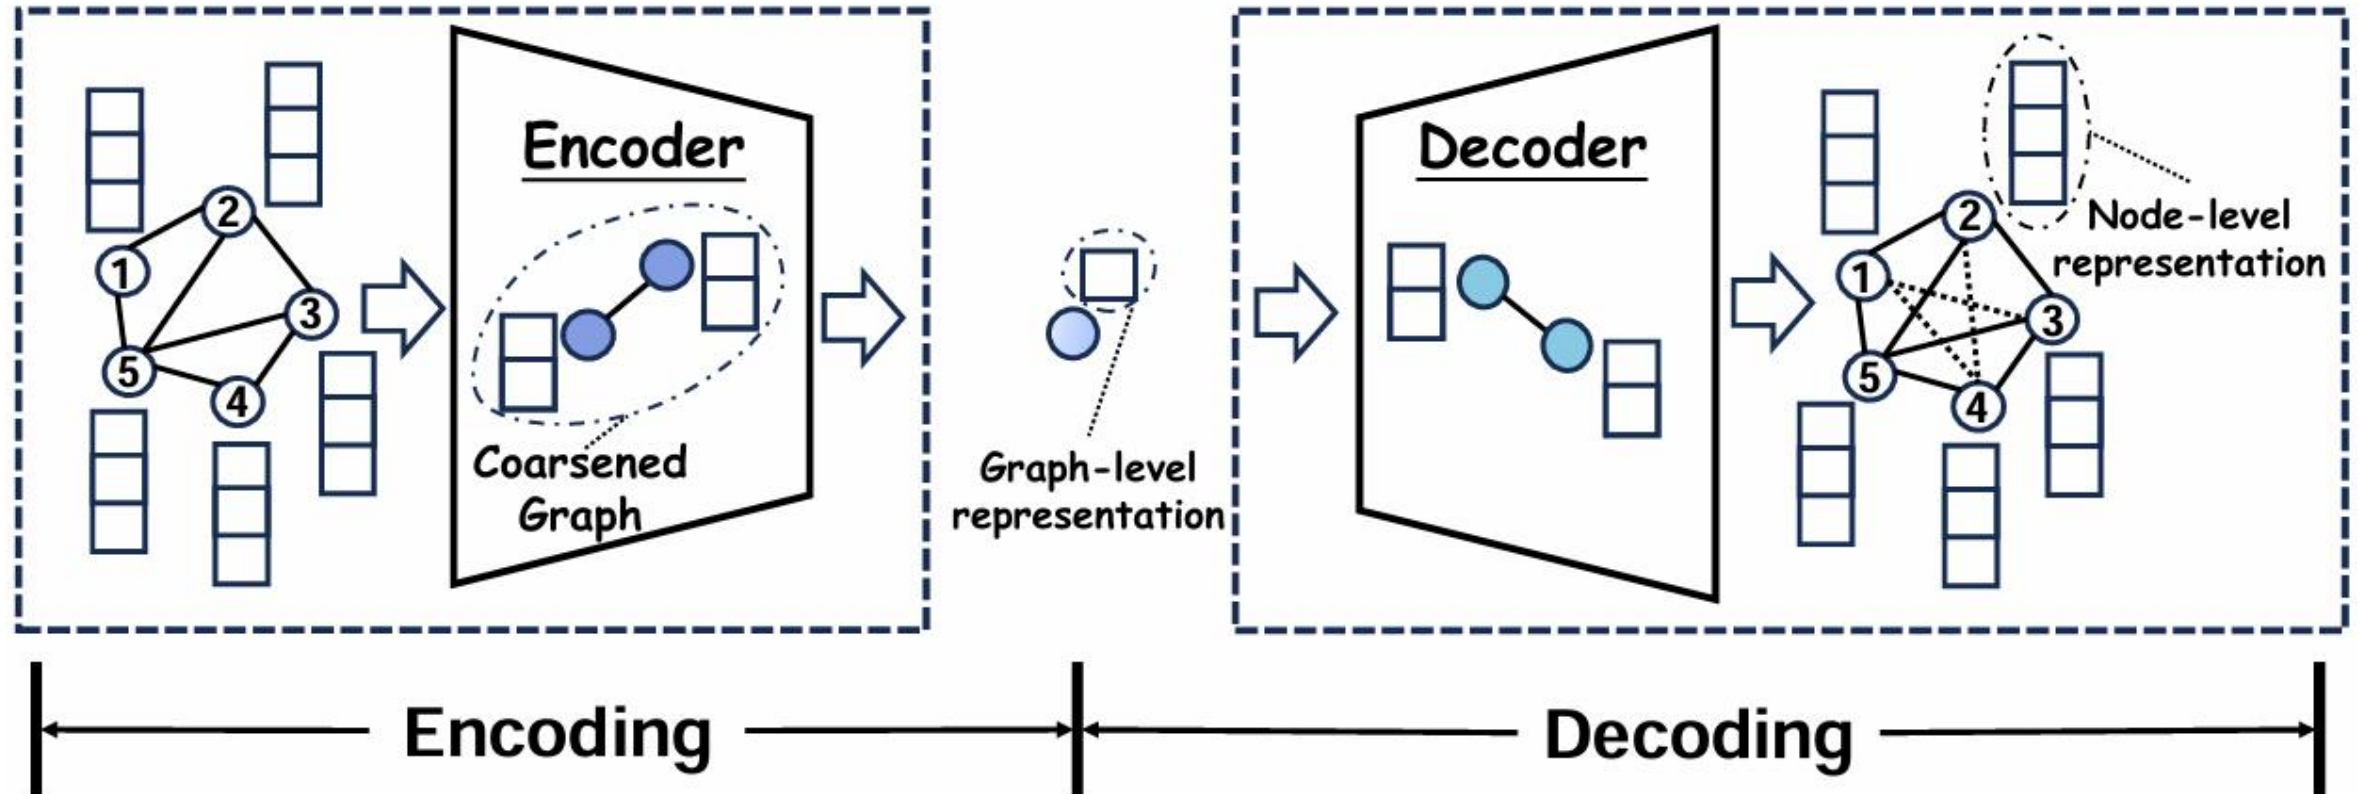 Encoder
2
1
3
5
4
Coarsened
Graph
Graph-level
representation
Decoder
2
1
3
5
4
Node-level
representation
Encoding
Decoding